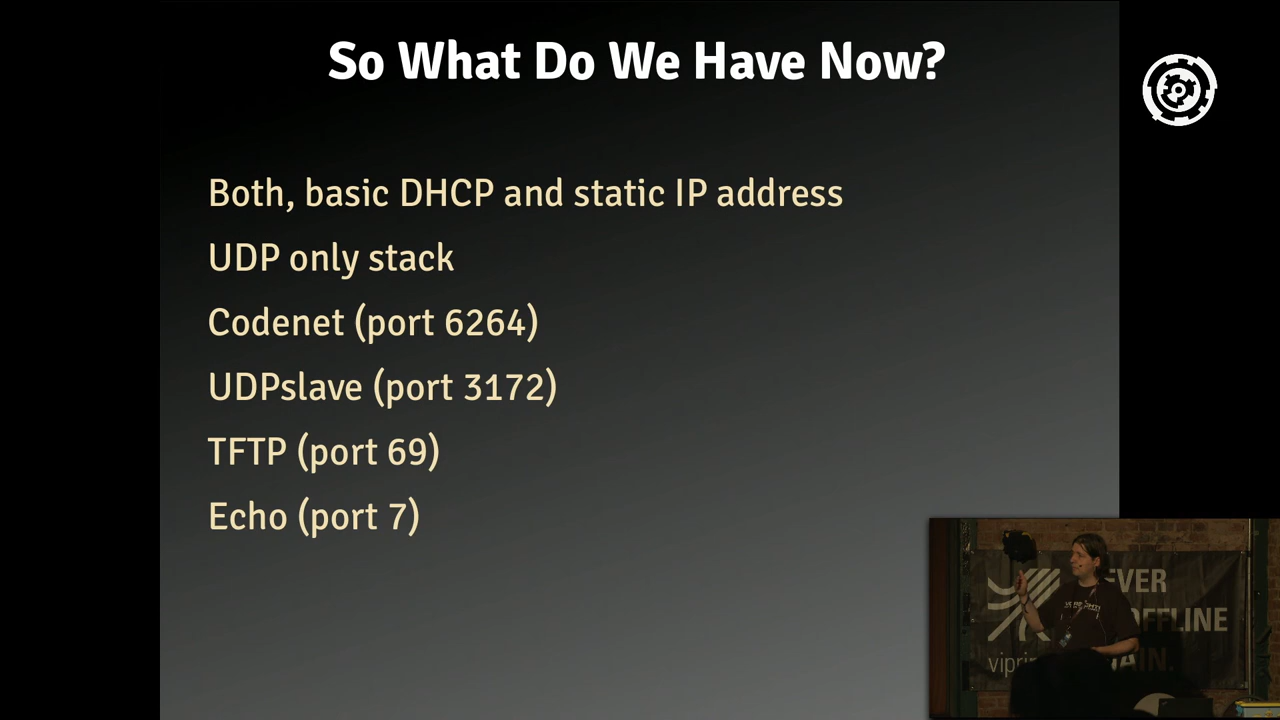 So What Do We Have Now?
Both, basic DHCP and static IP address
UDP only stack
Codenet (port 6264)
UDPslave (port 3172)
TFTP (port 69)
Echo (port 7)
OFFLINE